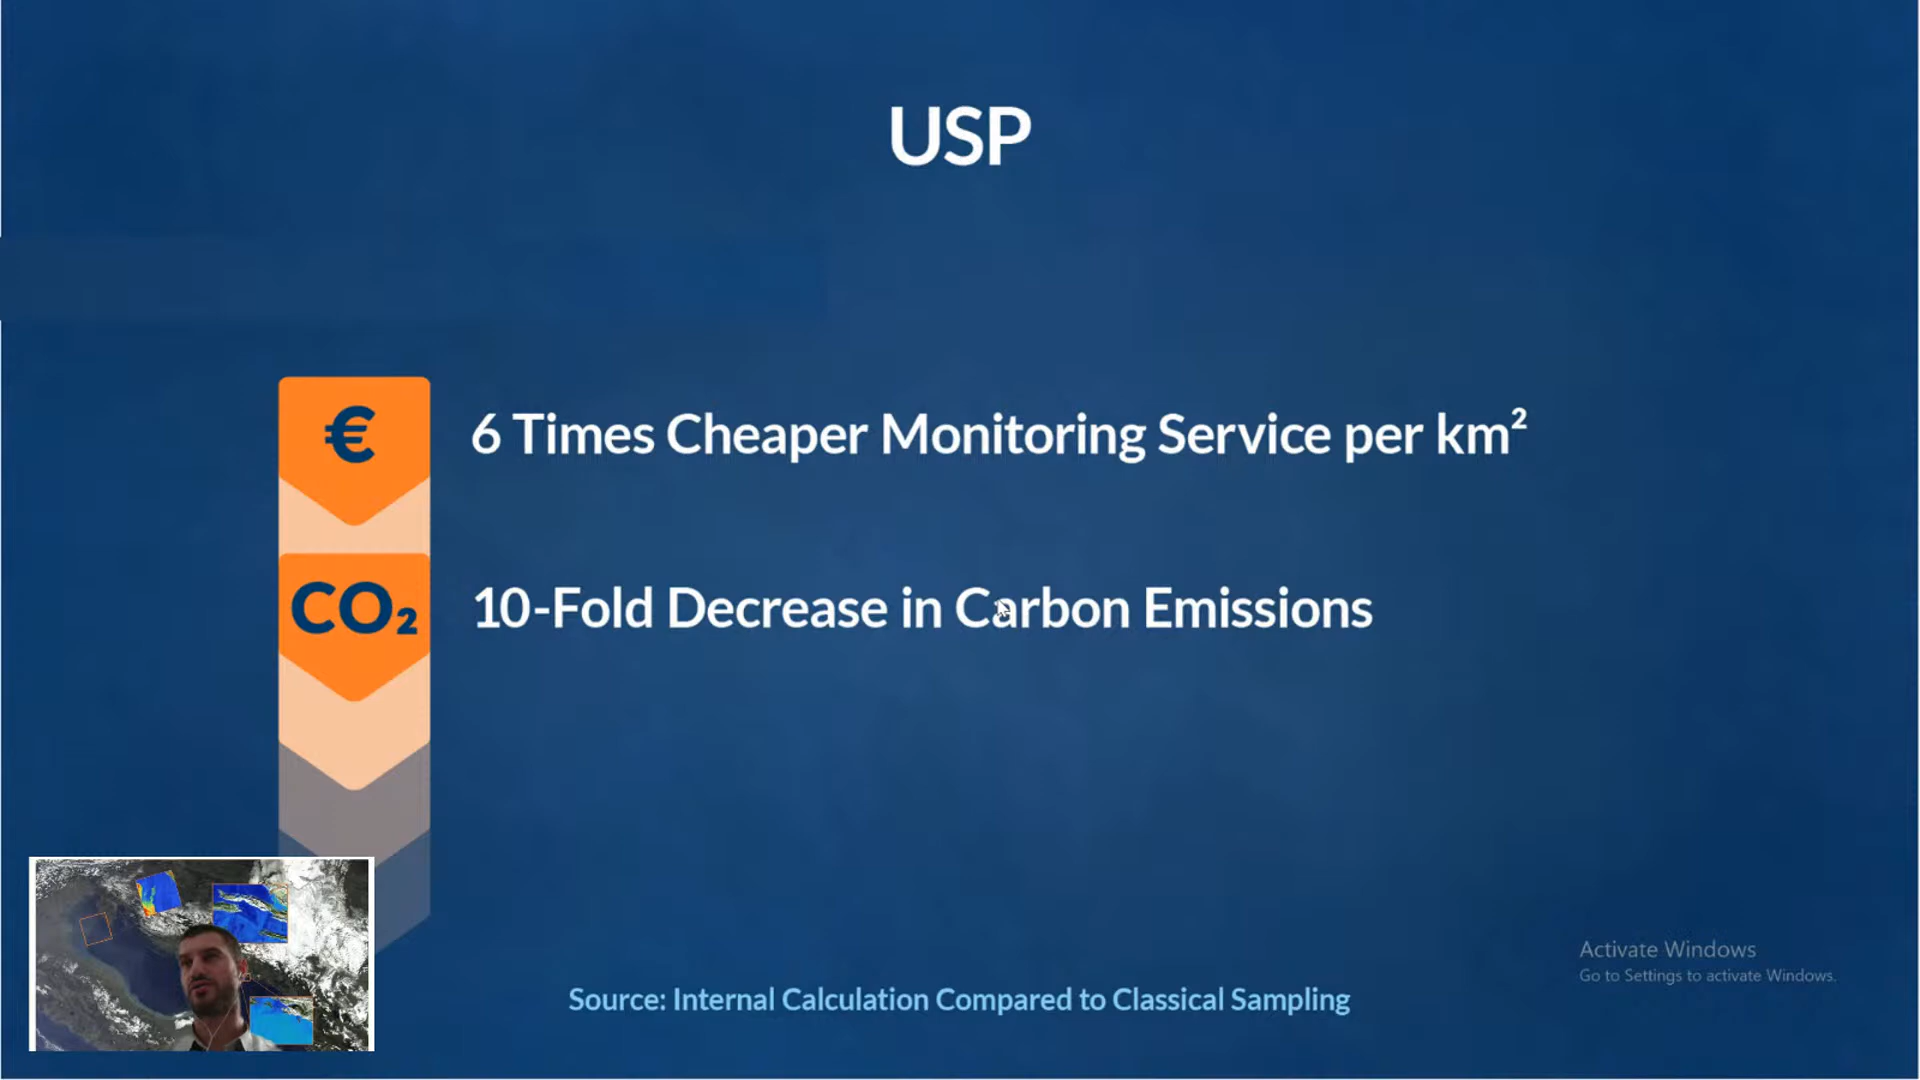 USP
€
6 Times Cheaper Monitoring Service per km²
CO₂
10-Fold Decrease in Carbon Emissions
Activate Windows
Go to Settings to activate Windows.
Source: Internal Calculation Compared to Classical Sampling